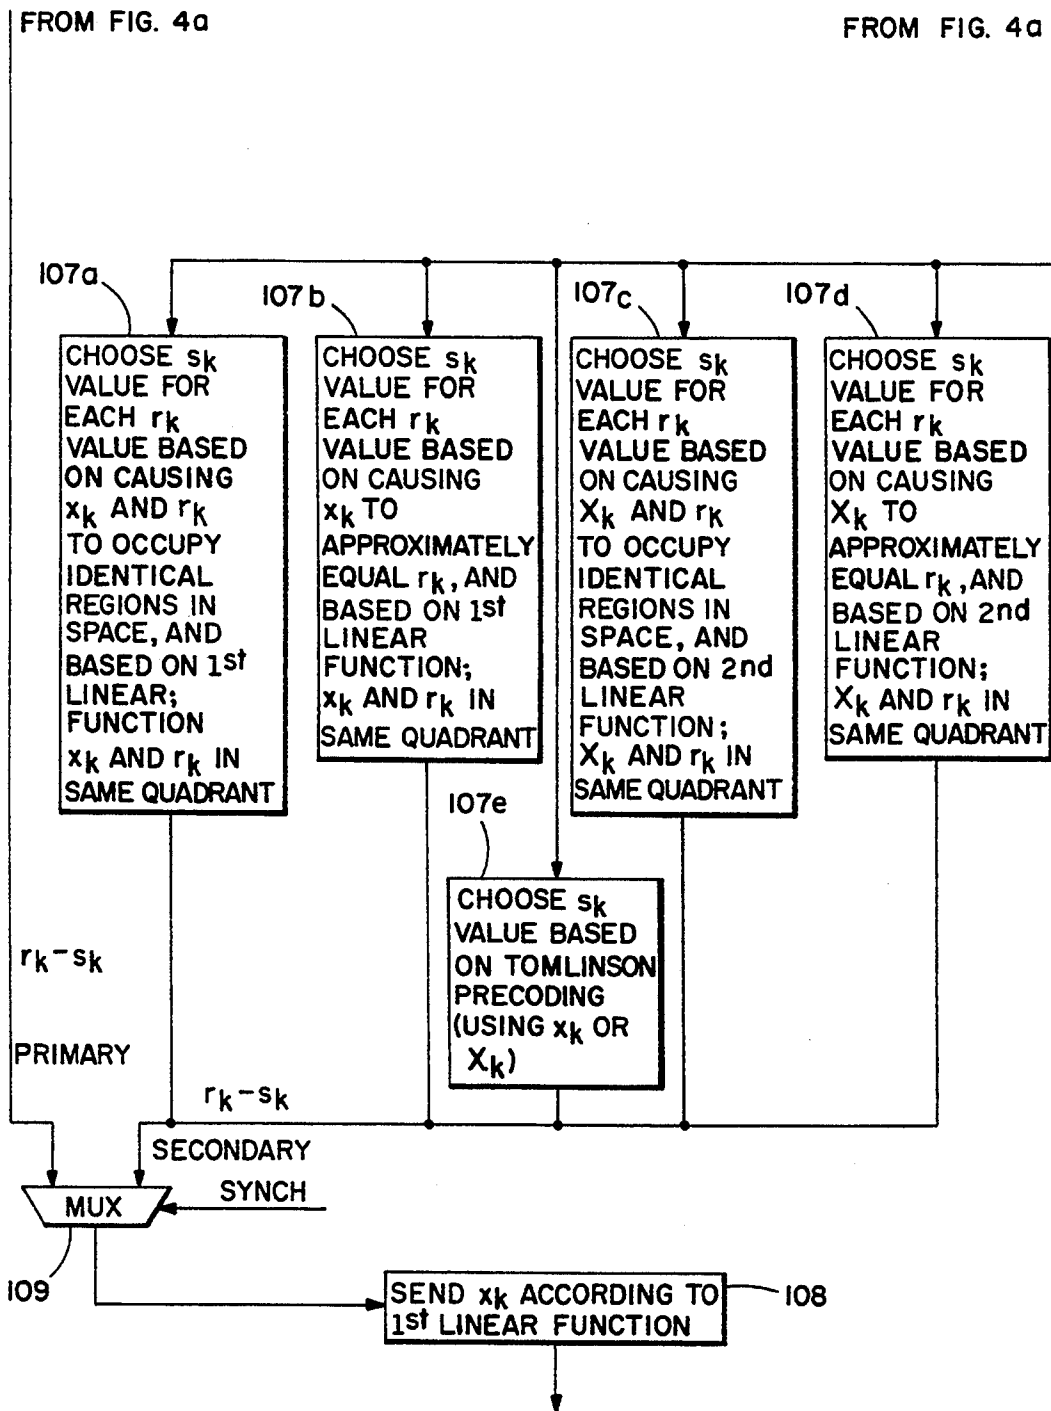 FROM FIG. 4a
FROM FIG. 4a
107a
107b
107c
107d
CHOOSE sk
VALUE FOR
EACH rk
VALUE BASED
ON CAUSING
xk AND rk
TO OCCUPY
IDENTICAL
REGIONS IN
SPACE, AND
BASED ON 1st
LINEAR;
FUNCTION
xk AND rk IN
SAME QUADRANT
CHOOSE sk
VALUE FOR
EACH rk
VALUE BASED
ON CAUSING
xk TO
APPROXIMATELY
EQUAL rk, AND
BASED ON 1st
LINEAR
FUNCTION;
xk AND rk IN
SAME QUADRANT
CHOOSE sk
VALUE FOR
EACH rk
VALUE BASED
ON CAUSING
Xk AND rk
TO OCCUPY
IDENTICAL
REGIONS IN
SPACE, AND
BASED ON 2nd
LINEAR
FUNCTION;
Xk AND rk IN
SAME QUADRANT
CHOOSE sk
VALUE FOR
EACH rk
VALUE BASED
ON CAUSING
Xk TO
APPROXIMATELY
EQUAL rk, AND
BASED ON 2nd
LINEAR
FUNCTION;
Xk AND rk IN
SAME QUADRANT
107e
CHOOSE sk
VALUE BASED
ON TOMLINSON
PRECODING
(USING xk OR
Xk)
rk-sk
PRIMARY
rk-sk
SECONDARY
SYNCH
MUX
109
SEND xk ACCORDING TO
1st LINEAR FUNCTION
108